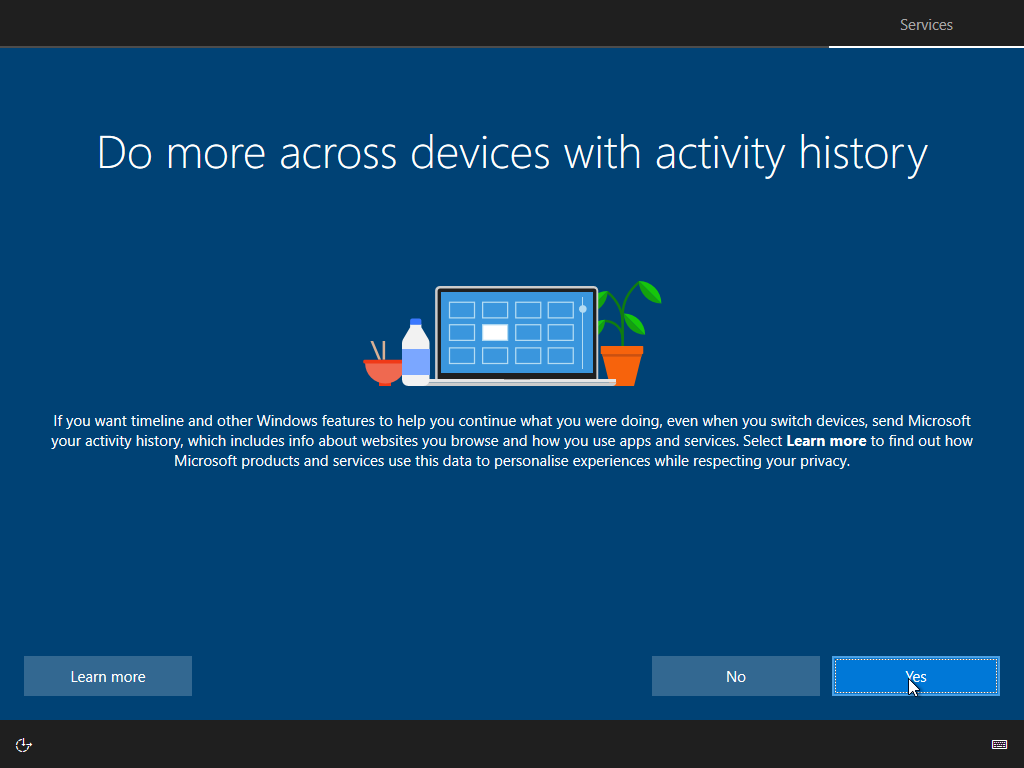 Services
Do more across devices with activity history
If you want timeline and other Windows features to help you continue what you were doing, even when you switch devices, send Microsoft
your activity history, which includes info about websites you browse and how you use apps and services. Select Learn more to find out how
Microsoft products and services use this data to personalise experiences while respecting your privacy.
Learn more
No
Yes